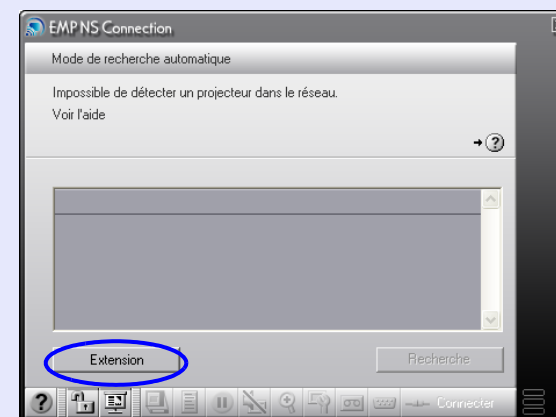 EMP NS Connection
Mode de recherche automatique
Impossible de détecter un projecteur dans le réseau.
Voir l'aide
Extension
Recherche
Connecter